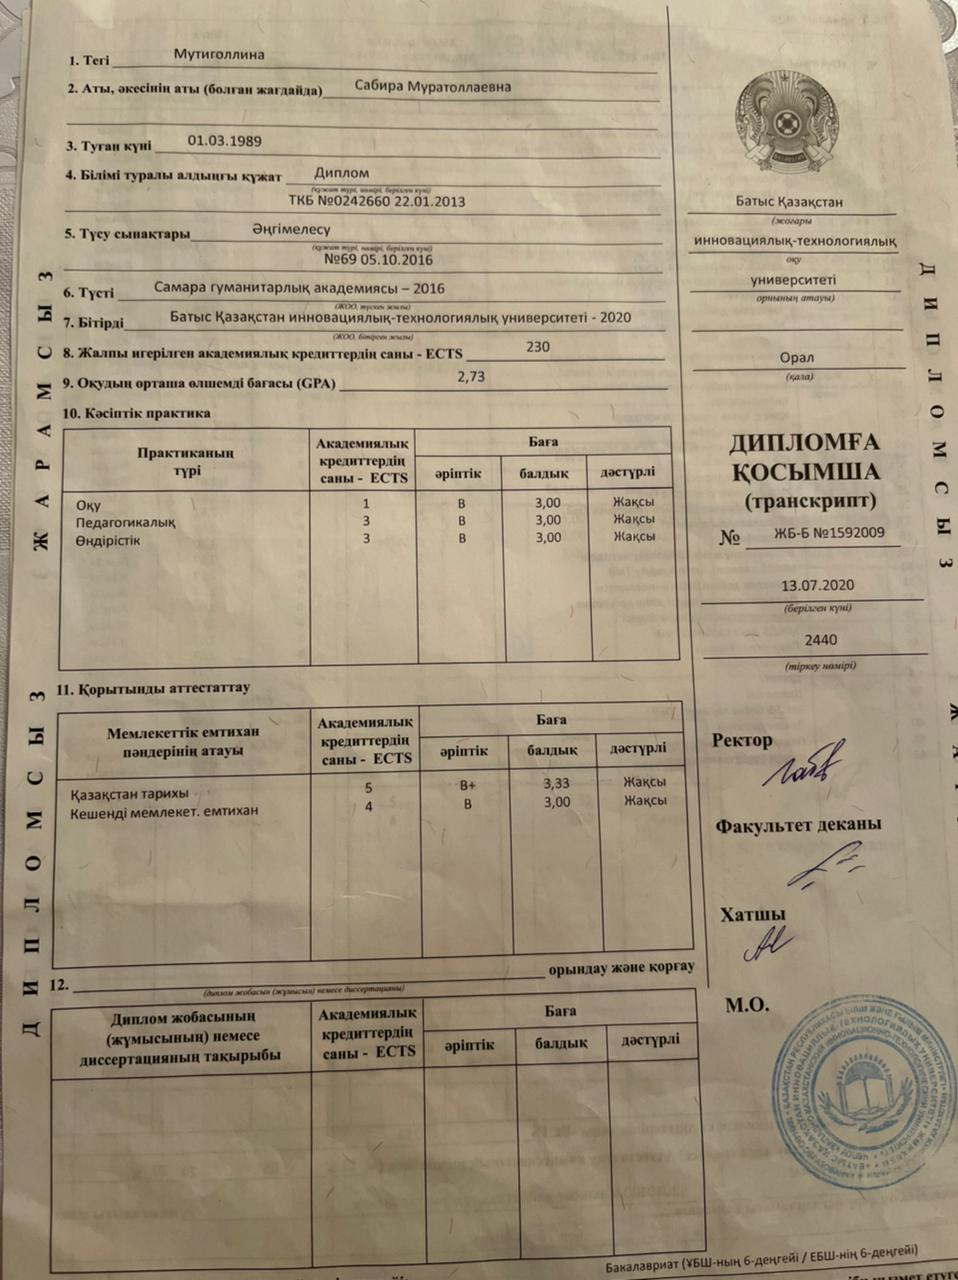 1. Тегі Мутиголлина
2. Аты, әкесінің аты (болған жағдайда) Сабира Муратоллаевна
3. Туған күні 01.03.1989
4. Білімі туралы алдыңғы құжат Диплом
(құжат түрі, нөмірі, берілген күні)
ТКБ №0242660 22.01.2013
5. Түсу сынақтары Әңгімелесу
(құжат түрі, нөмірі, берілген күні)
№69 05.10.2016
6. Түсті Самара гуманитарлық академиясы – 2016
(ЖОО, түскен жылы)
7. Бітірді Батыс Қазақстан инновациялық-технологиялық университеті - 2020
(ЖОО, бітірген жылы)
8. Жалпы игерілген академиялық кредиттердің саны - ECTS 230
9. Оқудың орташа өлшемді бағасы (GPA) 2,73
10. Кәсіптік практика
Практиканың түрі
Академиялық кредиттердің саны - ECTS
Баға
әріптік балдық дәстүрлі
Оқу 1 B 3,00 Жақсы
Педагогикалық 3 B 3,00 Жақсы
Өндірістік 3 B 3,00 Жақсы
11. Қорытынды аттестаттау
Мемлекеттік емтихан пәндерінің атауы
Академиялық кредиттердің саны - ECTS
Баға
әріптік балдық дәстүрлі
Қазақстан тарихы 5 B+ 3,33 Жақсы
Кешенді мемлекет. емтихан 4 B 3,00 Жақсы
12. орындау және қорғау
(диплом жобасын (жұмысын) немесе диссертацияны)
Диплом жобасының (жұмысының) немесе диссертацияның тақырыбы
Академиялық кредиттердің саны - ECTS
Баға
әріптік балдық дәстүрлі
Батыс Қазақстан
(жоғары
инновациялық-технологиялық
оқу
университеті
орнының атауы)
Орал
(қала)
ДИПЛОМҒА
ҚОСЫМША
(транскрипт)
№ ЖБ-Б №1592009
13.07.2020
(берілген күні)
2440
(тіркеу нөмірі)
Ректор
Факультет деканы
Хатшы
М.О.
Бакалавриат (ҰБШ-ның 6-деңгейі / ЕБШ-нің 6-деңгейі)
ДИПЛОМСЫЗ ЖАРАМСЫЗ
ДИПЛОМСЫЗ